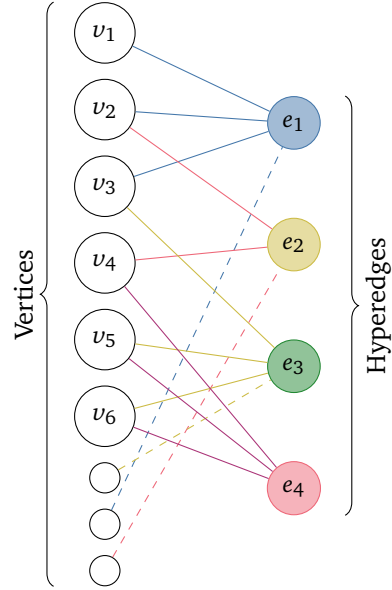 Vertices
v₁
v₂
v₃
v₄
v₅
v₆
e₁
e₂
e₃
e₄
Hyperedges